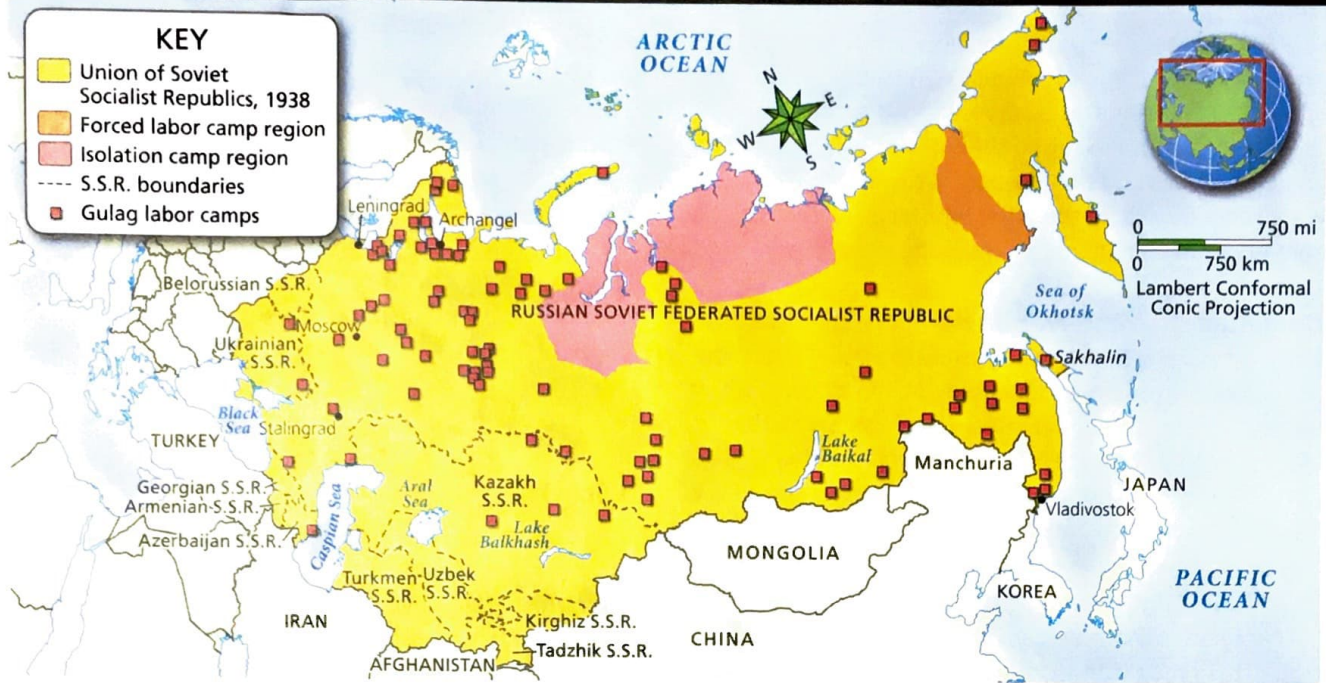 KEY
Union of Soviet
Socialist Republics, 1938
Forced labor camp region
Isolation camp region
S.S.R. boundaries
Gulag labor camps
ARCTIC
OCEAN
N
E
W
S
0 750 mi
0 750 km
Lambert Conformal
Conic Projection
Leningrad
Archangel
Belorussian S.S.R.
Moscow
Ukrainian
S.S.R.
RUSSIAN SOVIET FEDERATED SOCIALIST REPUBLIC
Sea of
Okhotsk
Sakhalin
Black
Sea
Stalingrad
TURKEY
Georgian S.S.R.
Armenian S.S.R.
Azerbaijan S.S.R.
Caspian Sea
Aral
Sea
Kazakh
S.S.R.
Lake
Balkhash
Lake
Baikal
Manchuria
JAPAN
Vladivostok
MONGOLIA
Turkmen
S.S.R.
Uzbek
S.S.R.
KOREA
PACIFIC
OCEAN
IRAN
Kirghiz S.S.R.
CHINA
Tadzhik S.S.R.
AFGHANISTAN